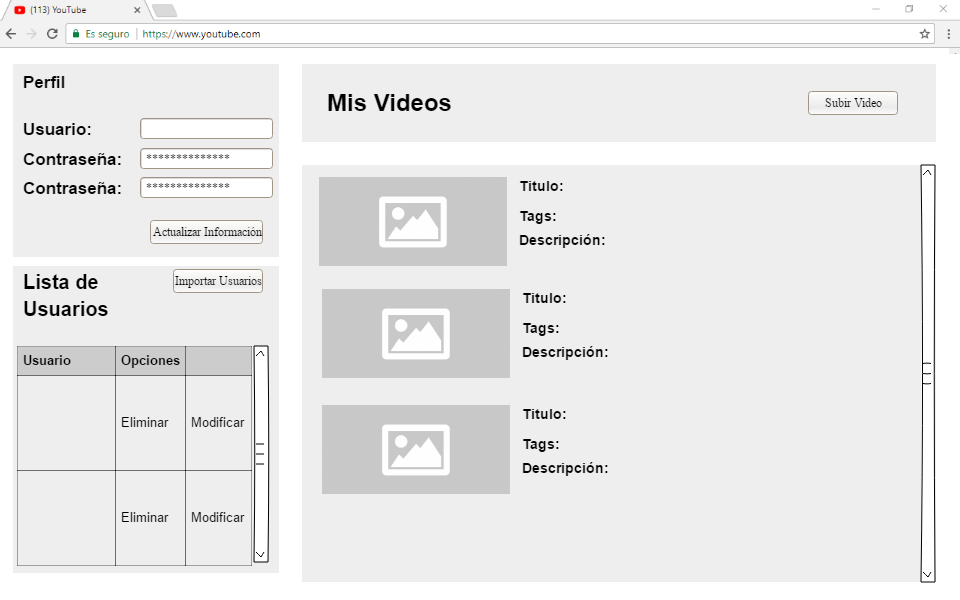 (113) YouTube
Es seguro | https://www.youtube.com
Perfil
Usuario:
Contraseña: **************
Contraseña: **************
Actualizar Información
Lista de Usuarios
Importar Usuarios
Usuario Opciones
Eliminar Modificar
Eliminar Modificar
Mis Videos
Subir Video
Titulo:
Tags:
Descripción:
Titulo:
Tags:
Descripción:
Titulo:
Tags:
Descripción: